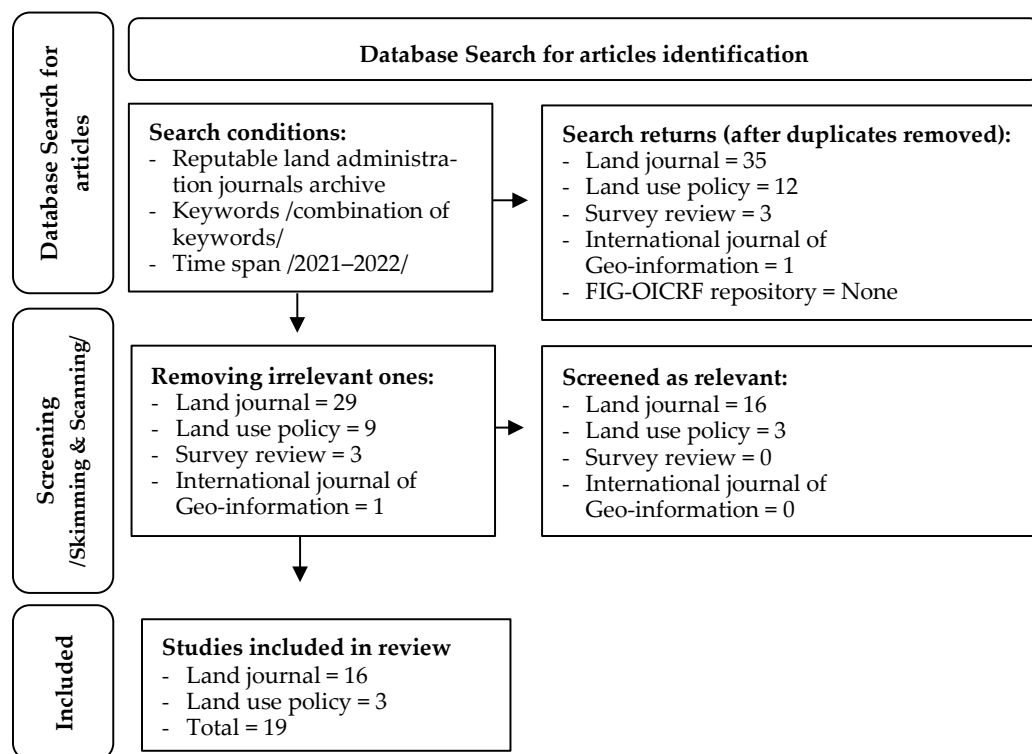 Database Search for
articles
Database Search for articles identification
Search conditions:
- Reputable land administra-
tion journals archive
- Keywords /combination of
keywords/
- Time span /2021–2022/
Search returns (after duplicates removed):
- Land journal = 35
- Land use policy = 12
- Survey review = 3
- International journal of
Geo-information = 1
- FIG-OICRF repository = None
Screening
/Skimming & Scanning/
Removing irrelevant ones:
- Land journal = 29
- Land use policy = 9
- Survey review = 3
- International journal of
Geo-information = 1
Screened as relevant:
- Land journal = 16
- Land use policy = 3
- Survey review = 0
- International journal of
Geo-information = 0
Included
Studies included in review
- Land journal = 16
- Land use policy = 3
- Total = 19